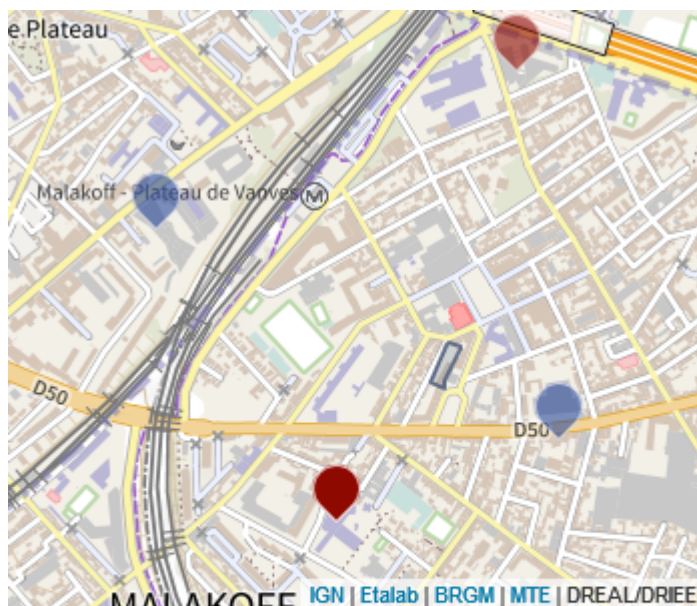 e Plateau
Malakoff - Plateau de Vanves
M
D50
D50
MALAKOFF
IGN | Etalab | BRGM | MTE | DREAL/DRIEE